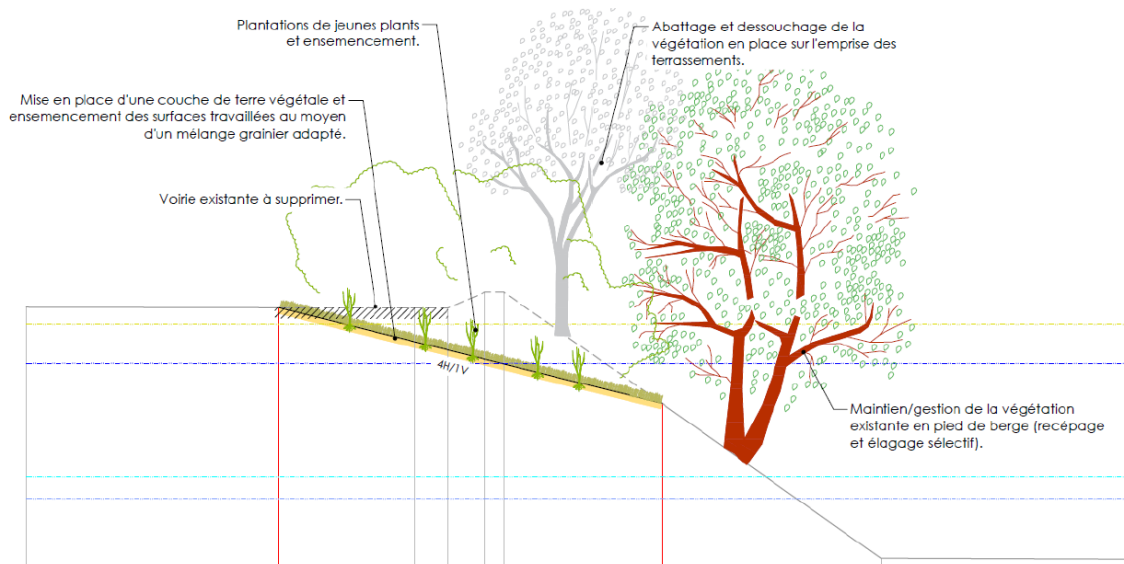 Plantations de jeunes plants
et ensemencement.
Abattage et dessouchage de la
végétation en place sur l'emprise des
terrassements.
Mise en place d'une couche de terre végétale et
ensemencement des surfaces travaillées au moyen
d'un mélange grainier adapté.
Voirie existante à supprimer.
4H/1V
Maintien/gestion de la végétation
existante en pied de berge (recépage
et élagage sélectif).